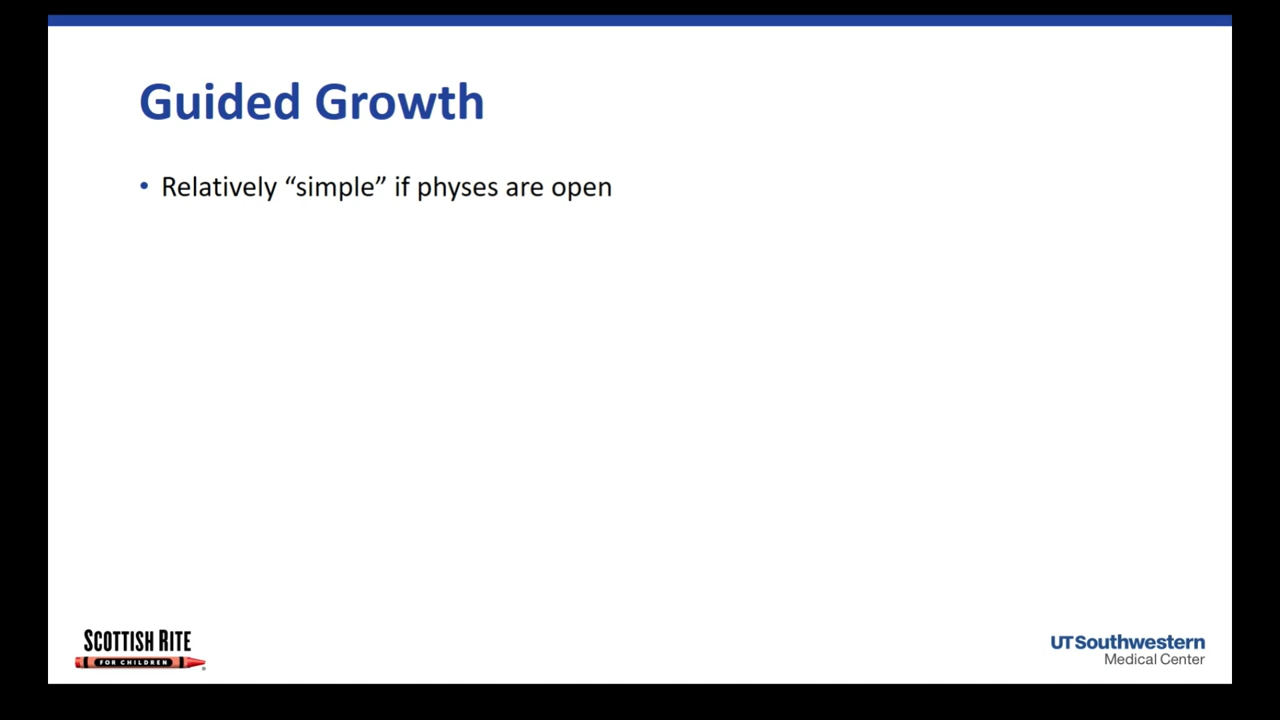 Guided Growth
• Relatively “simple” if physes are open
SCOTTISH RITE
FOR CHILDREN
UTSouthwestern
Medical Center